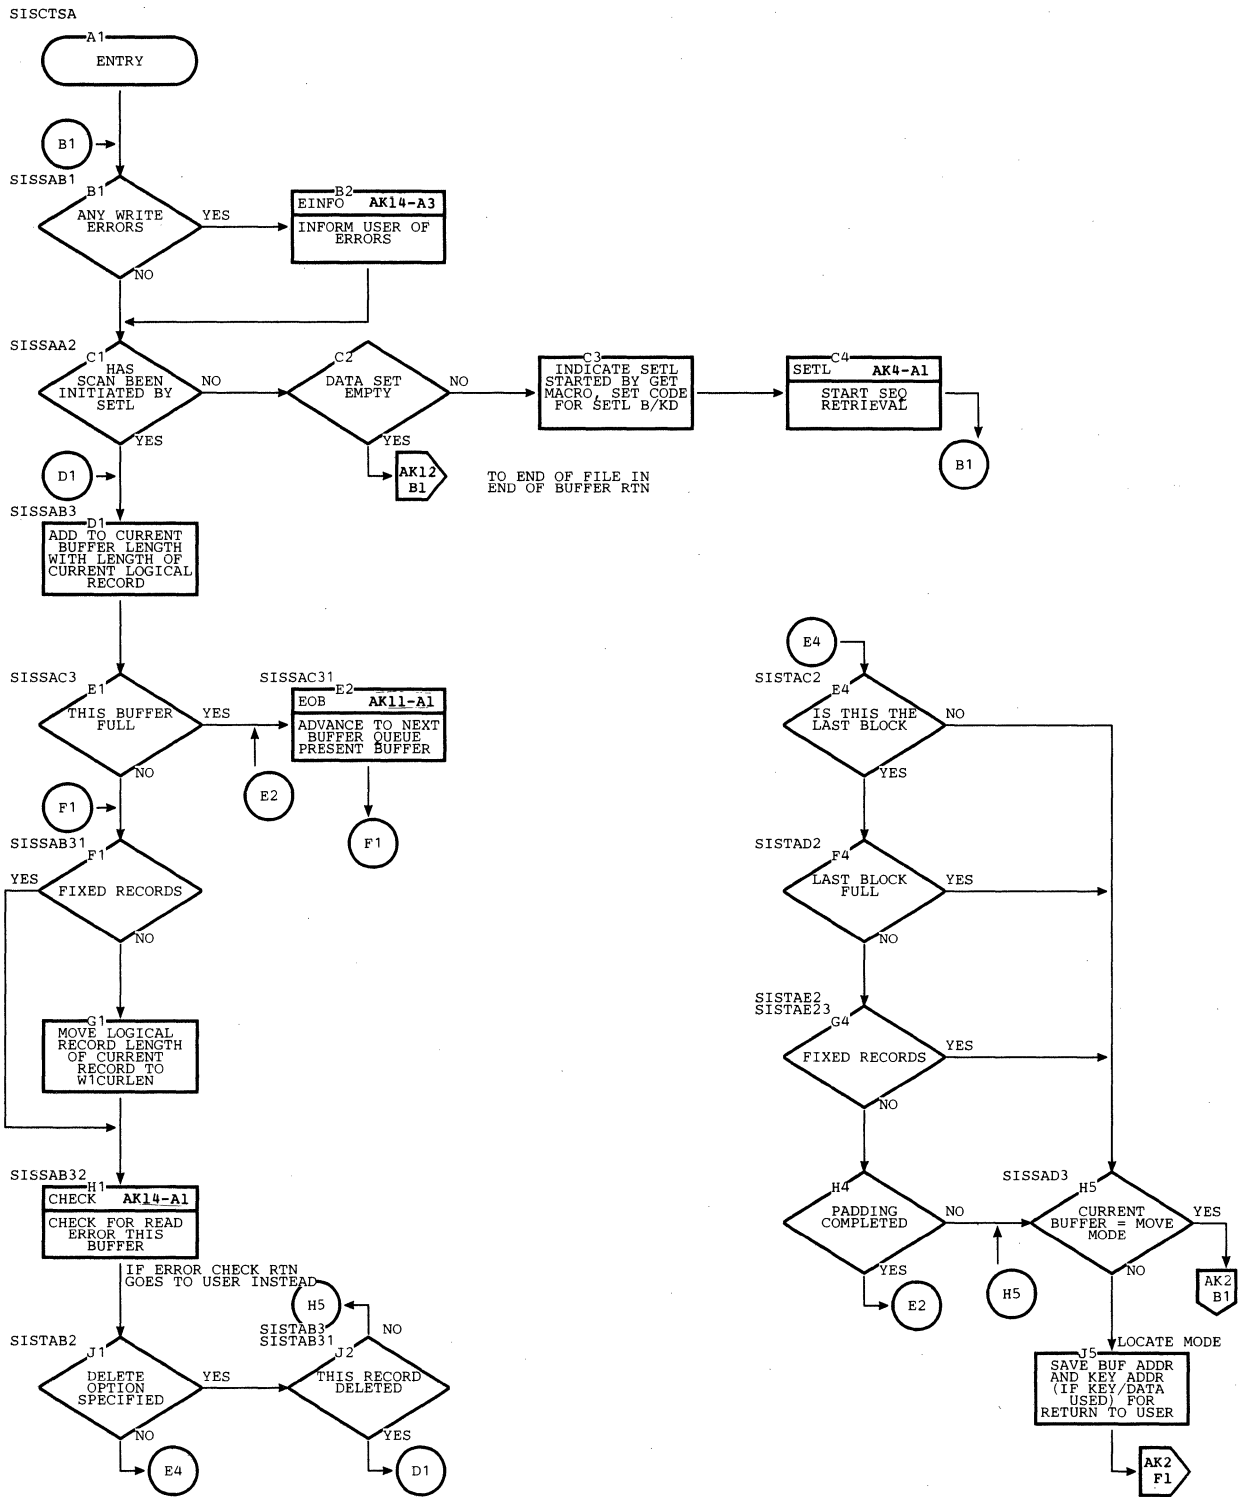 SISCTSA
A1
ENTRY
B1
SISSAB1
B1
ANY WRITE
ERRORS
YES
NO
B2
EINFO AK14-A3
INFORM USER OF
ERRORS
SISSAA2
C1
HAS
SCAN BEEN
INITIATED BY
SETL
NO
YES
C2
DATA SET
EMPTY
NO
YES
C3
INDICATE SETL
STARTED BY GET
MACRO, SET CODE
FOR SETL B/KD
C4
SETL AK4-A1
START SEQ
RETRIEVAL
B1
AK12
B1
TO END OF FILE IN
END OF BUFFER RTN
D1
SISSAB3
D1
ADD TO CURRENT
BUFFER LENGTH
WITH LENGTH OF
CURRENT LOGICAL
RECORD
SISSAC3
E1
THIS BUFFER
FULL
YES
NO
SISSAC31
E2
EOB AK11-A1
ADVANCE TO NEXT
BUFFER QUEUE
PRESENT BUFFER
E2
F1
F1
SISSAB31
F1
FIXED RECORDS
YES
NO
G1
MOVE LOGICAL
RECORD LENGTH
OF CURRENT
RECORD TO
W1CURLEN
SISSAB32
H1
CHECK AK14-A1
CHECK FOR READ
ERROR THIS
BUFFER
IF ERROR CHECK RTN
GOES TO USER INSTEAD
H5
SISTAB2
J1
DELETE
OPTION
SPECIFIED
YES
NO
E4
SISTAB3
SISTAB31
NO
J2
THIS RECORD
DELETED
YES
D1
E4
SISTAC2
E4
IS THIS THE
LAST BLOCK
NO
YES
SISTAD2
F4
LAST BLOCK
FULL
YES
NO
SISTAE2
SISTAE23
G4
FIXED RECORDS
YES
NO
H4
PADDING
COMPLETED
NO
YES
E2
H5
SISSAD3
H5
CURRENT
BUFFER = MOVE
MODE
YES
NO
AK2
B1
LOCATE MODE
J5
SAVE BUF ADDR
AND KEY ADDR
(IF KEY/DATA
USED) FOR
RETURN TO USER
AK2
F1